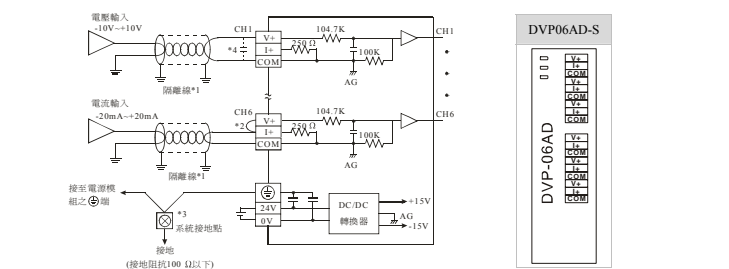 電壓輸入
-10V~+10V
CH1
*4
隔離線*1
V+
I+
COM
104.7K
250 Ω
100K
AG
CH1
電流輸入
-20mA~+20mA
CH6
*2
隔離線*1
V+
I+
COM
104.7K
250 Ω
100K
AG
CH6
接至電源模
組之 端
*3
系統接地點
接地
(接地阻抗100 Ω以下)
24V
0V
DC/DC
轉換器
+15V
AG
-15V
DVP06AD-S
DVP-06AD
V+
I+
COM
V+
I+
COM
V+
I+
COM
V+
I+
COM
V+
I+
COM
V+
I+
COM